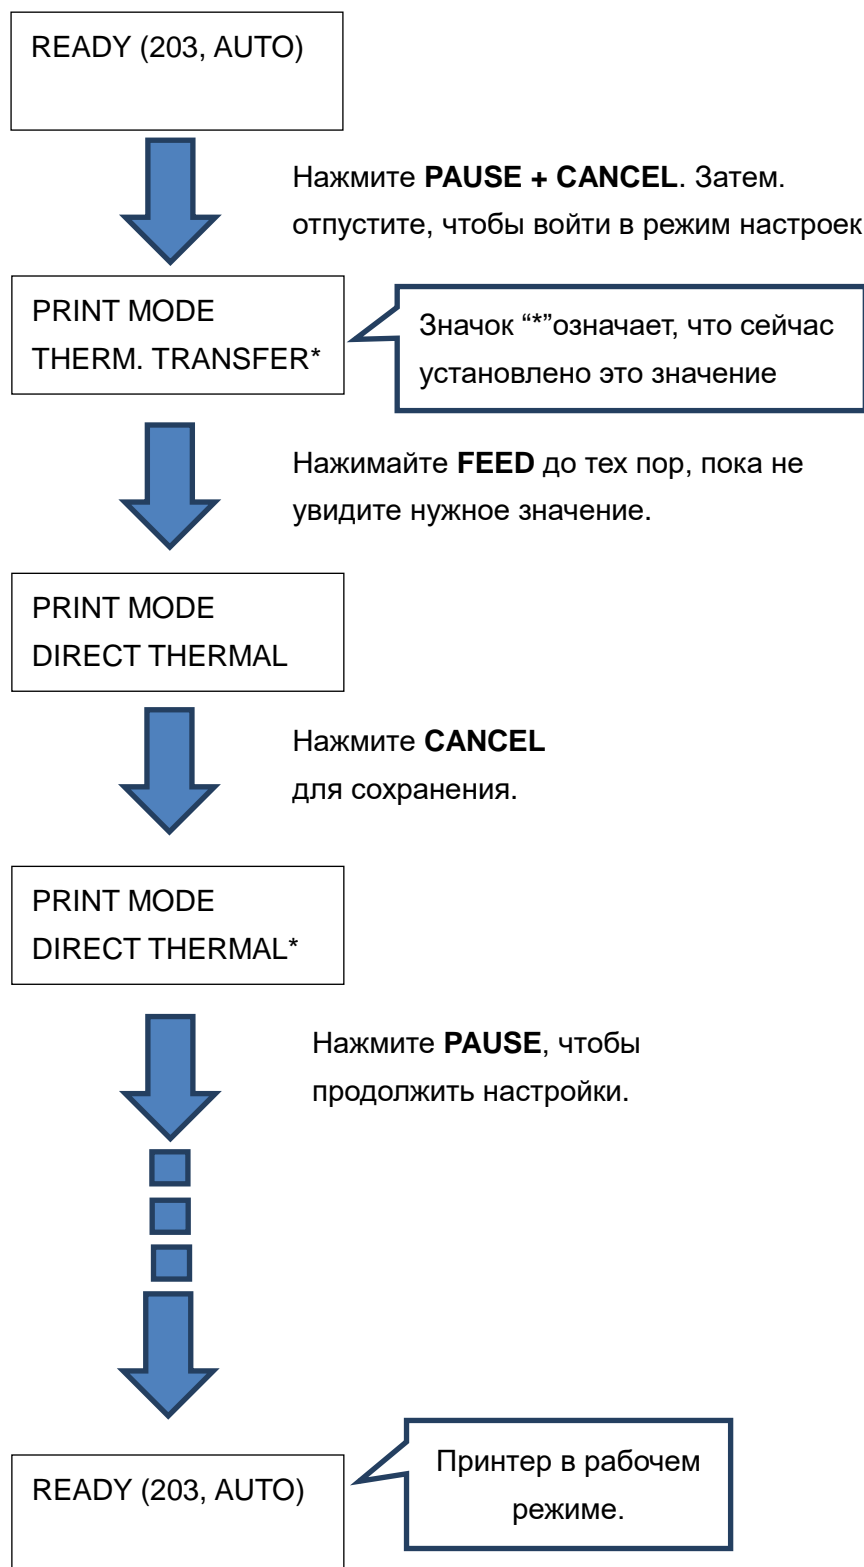 READY (203, AUTO)
Нажмите PAUSE + CANCEL. Затем.
отпустите, чтобы войти в режим настроек
PRINT MODE
THERM. TRANSFER*
Значок “*”означает, что сейчас
установлено это значение
Нажимайте FEED до тех пор, пока не
увидите нужное значение.
PRINT MODE
DIRECT THERMAL
Нажмите CANCEL
для сохранения.
PRINT MODE
DIRECT THERMAL*
Нажмите PAUSE, чтобы
продолжить настройки.
READY (203, AUTO)
Принтер в рабочем
режиме.